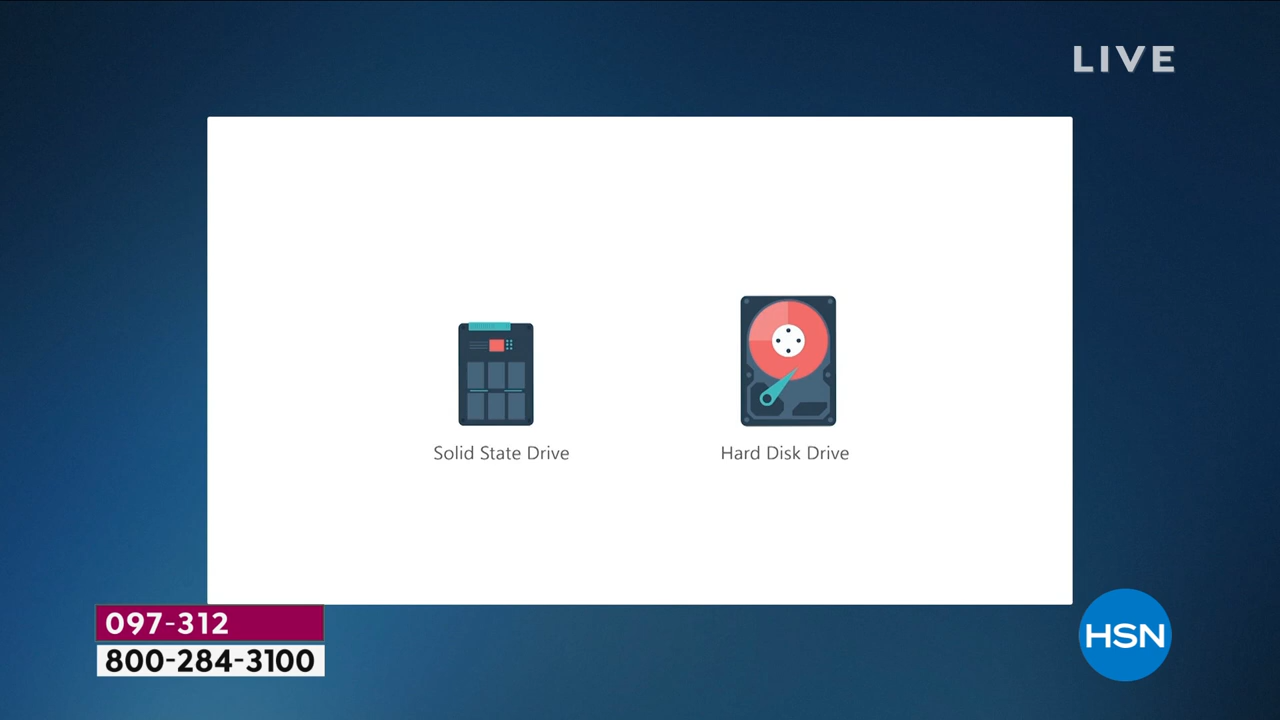 LIVE
Solid State Drive
Hard Disk Drive
097-312
800-284-3100
HSN